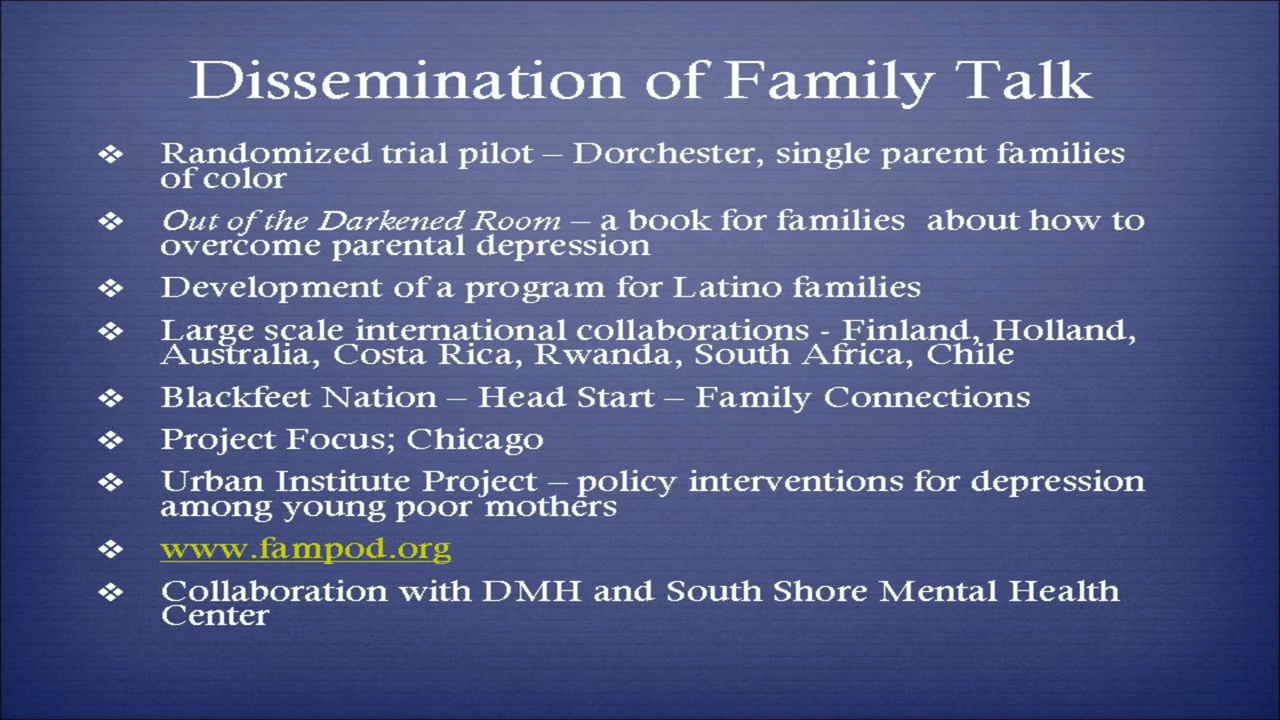 Dissemination of Family Talk
❖ Randomized trial pilot – Dorchester, single parent families
of color
❖ Out of the Darkened Room – a book for families  about how to
overcome parental depression
❖ Development of a program for Latino families
❖ Large scale international collaborations - Finland, Holland,
Australia, Costa Rica, Rwanda, South Africa, Chile
❖ Blackfeet Nation – Head Start – Family Connections
❖ Project Focus; Chicago
❖ Urban Institute Project – policy interventions for depression
among young poor mothers
❖ www.fampod.org
❖ Collaboration with DMH and South Shore Mental Health
Center